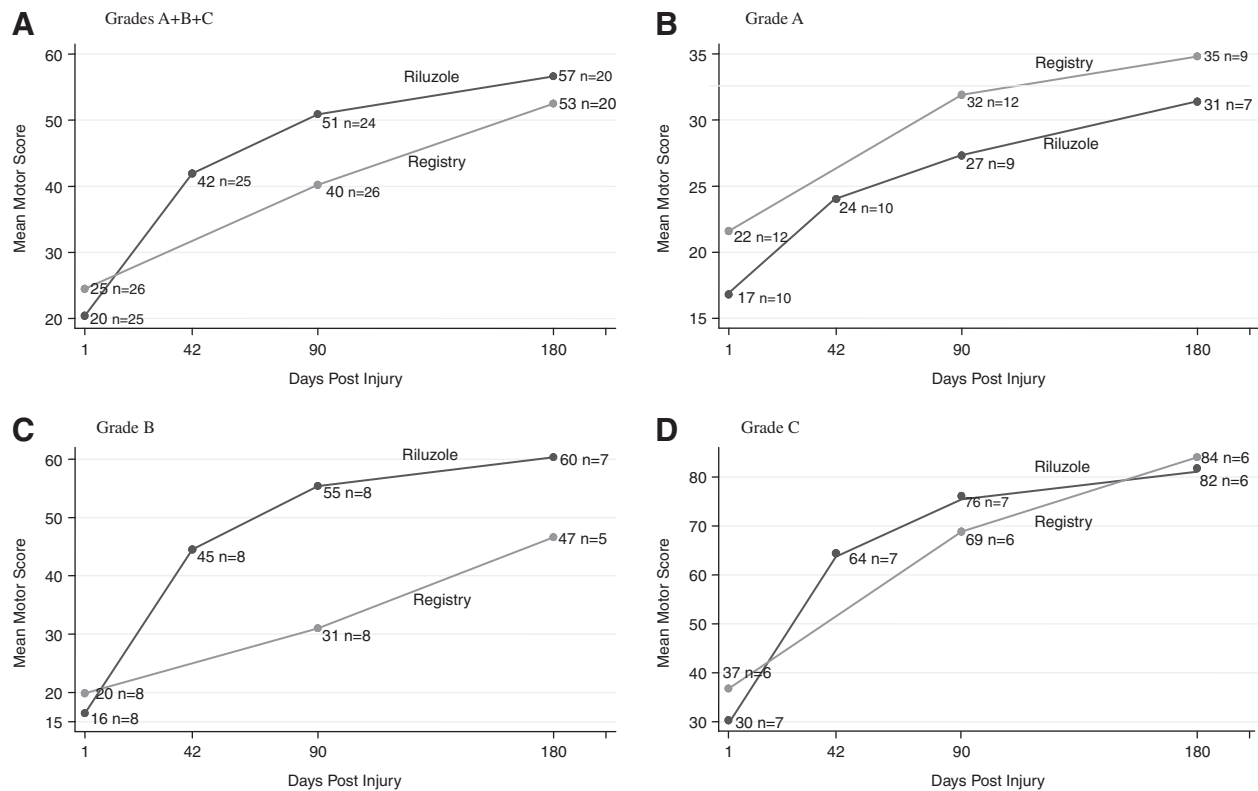 A Grades A+B+C
Mean Motor Score
60
50
40
30
20
Riluzole
57 n=20
53 n=20
51 n=24
Registry
42 n=25
40 n=26
25 n=26
20 n=25
1 42 90 180
Days Post Injury
B Grade A
Mean Motor Score
35
30
25
20
15
Registry
35 n=9
32 n=12
31 n=7
Riluzole
27 n=9
24 n=10
22 n=12
17 n=10
1 42 90 180
Days Post Injury
C Grade B
Mean Motor Score
60
50
40
30
20
15
Riluzole
60 n=7
55 n=8
45 n=8
47 n=5
Registry
31 n=8
20 n=8
16 n=8
1 42 90 180
Days Post Injury
D Grade C
Mean Motor Score
80
70
60
50
40
30
Riluzole
84 n=6
82 n=6
76 n=7
Registry
69 n=6
64 n=7
37 n=6
30 n=7
1 42 90 180
Days Post Injury